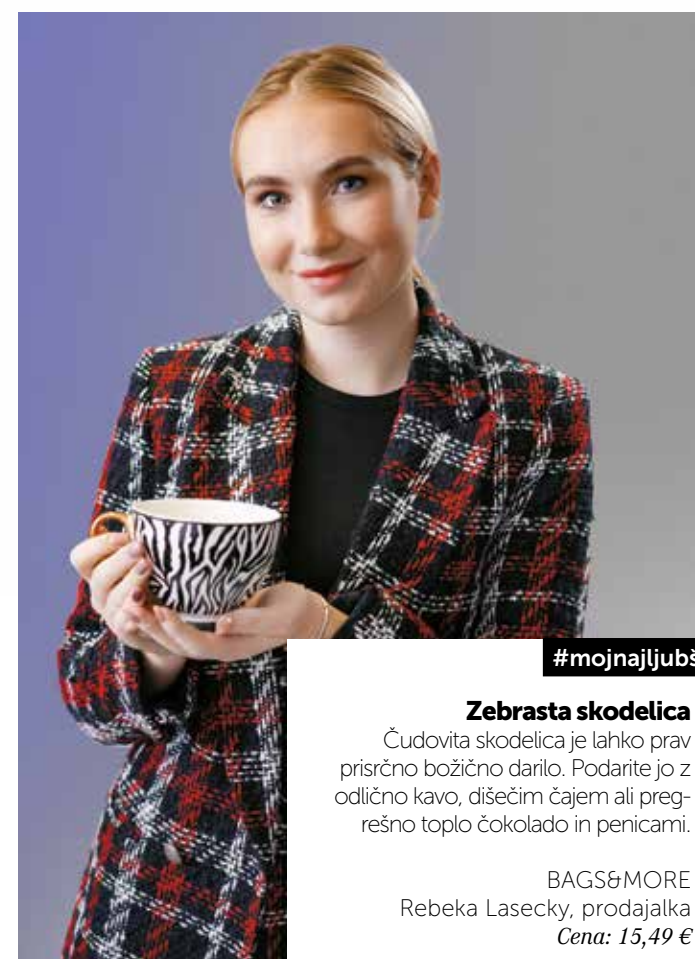 #mojnajljubš
Zebrasta skodelica
Čudovita skodelica je lahko prav
prisrčno božično darilo. Podarite jo z
odlično kavo, dišečim čajem ali preg-
rešno toplo čokolado in penicami.
BAGS&MORE
Rebeka Lasecky, prodajalka
Cena: 15,49 €